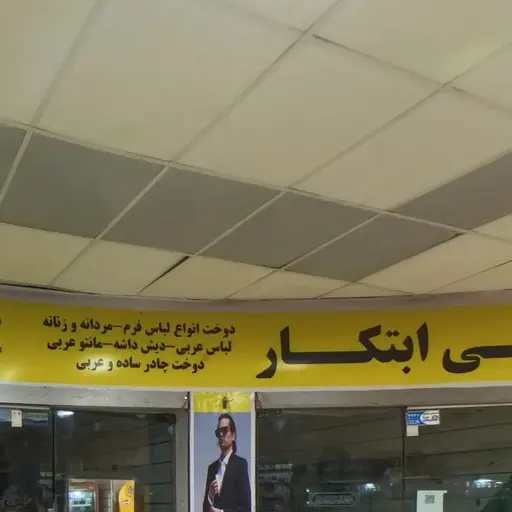 ی ابتکار
دوخت انواع لباس فرم-مردانه و زنانه
لباس عربی-دیش داشه-مانتو عربی
دوخت چادر ساده و عربی